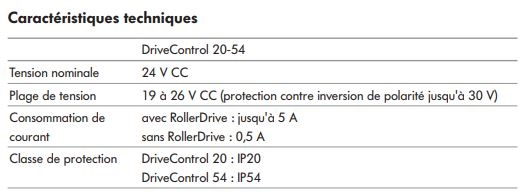 Caractéristiques techniques
DriveControl 20-54
Tension nominale 24 V CC
Plage de tension 19 à 26 V CC (protection contre inversion de polarité jusqu'à 30 V)
Consommation de avec RollerDrive : jusqu'à 5 A
courant sans RollerDrive : 0,5 A
Classe de protection DriveControl 20 : IP20
DriveControl 54 : IP54